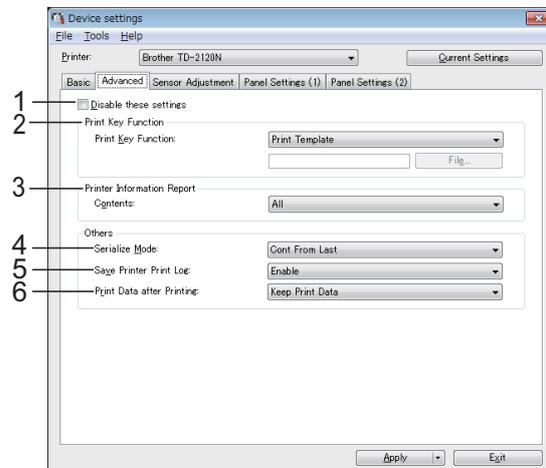 Device settings
File Tools Help
Printer: Brother TD-2120N Current Settings
Basic Advanced Sensor Adjustment Panel Settings (1) Panel Settings (2)
1 Disable these settings
2 Print Key Function
Print Key Function: Print Template
File...
3 Printer Information Report
Contents: All
Others
4 Serialize Mode: Cont From Last
5 Save Printer Print Log: Enable
6 Print Data after Printing: Keep Print Data
Apply Exit